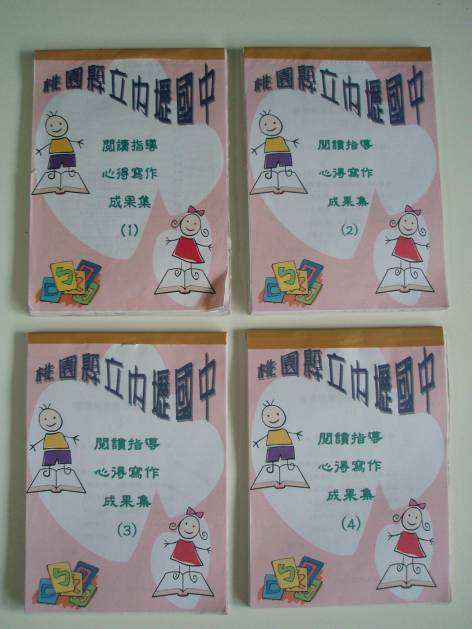 桃園縣立內壢國中
閱讀指導
心得寫作
成果集
(1)
桃園縣立內壢國中
閱讀指導
心得寫作
成果集
(2)
桃園縣立內壢國中
閱讀指導
心得寫作
成果集
(3)
桃園縣立內壢國中
閱讀指導
心得寫作
成果集
(4)